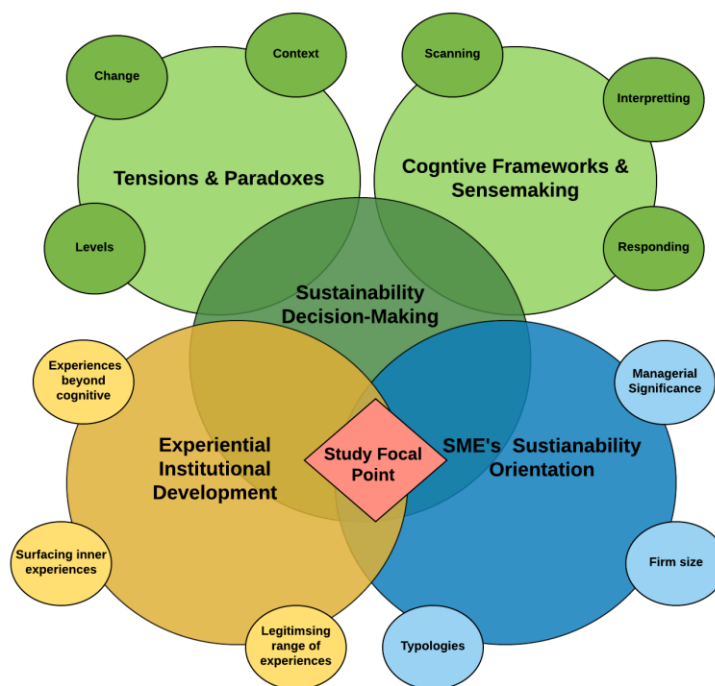 Change
Context
Scanning
Interpretting
Tensions & Paradoxes
Cogntive Frameworks &
Sensemaking
Levels
Responding
Sustainability
Decision-Making
Experiences
beyond
cognitive
Managerial
Significance
Experiential
Institutional
Development
Study Focal
Point
SME's Sustianability
Orientation
Surfacing inner
experiences
Firm size
Legitimsing
range of
experiences
Typologies